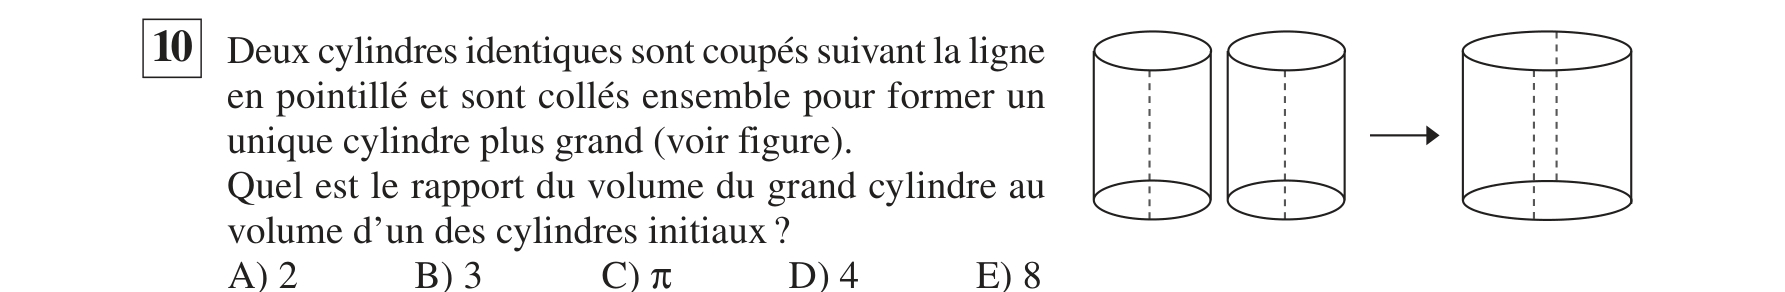 10 Deux cylindres identiques sont coupés suivant la ligne
en pointillé et sont collés ensemble pour former un
unique cylindre plus grand (voir figure).
Quel est le rapport du volume du grand cylindre au
volume d’un des cylindres initiaux ?
A) 2 B) 3 C) π D) 4 E) 8